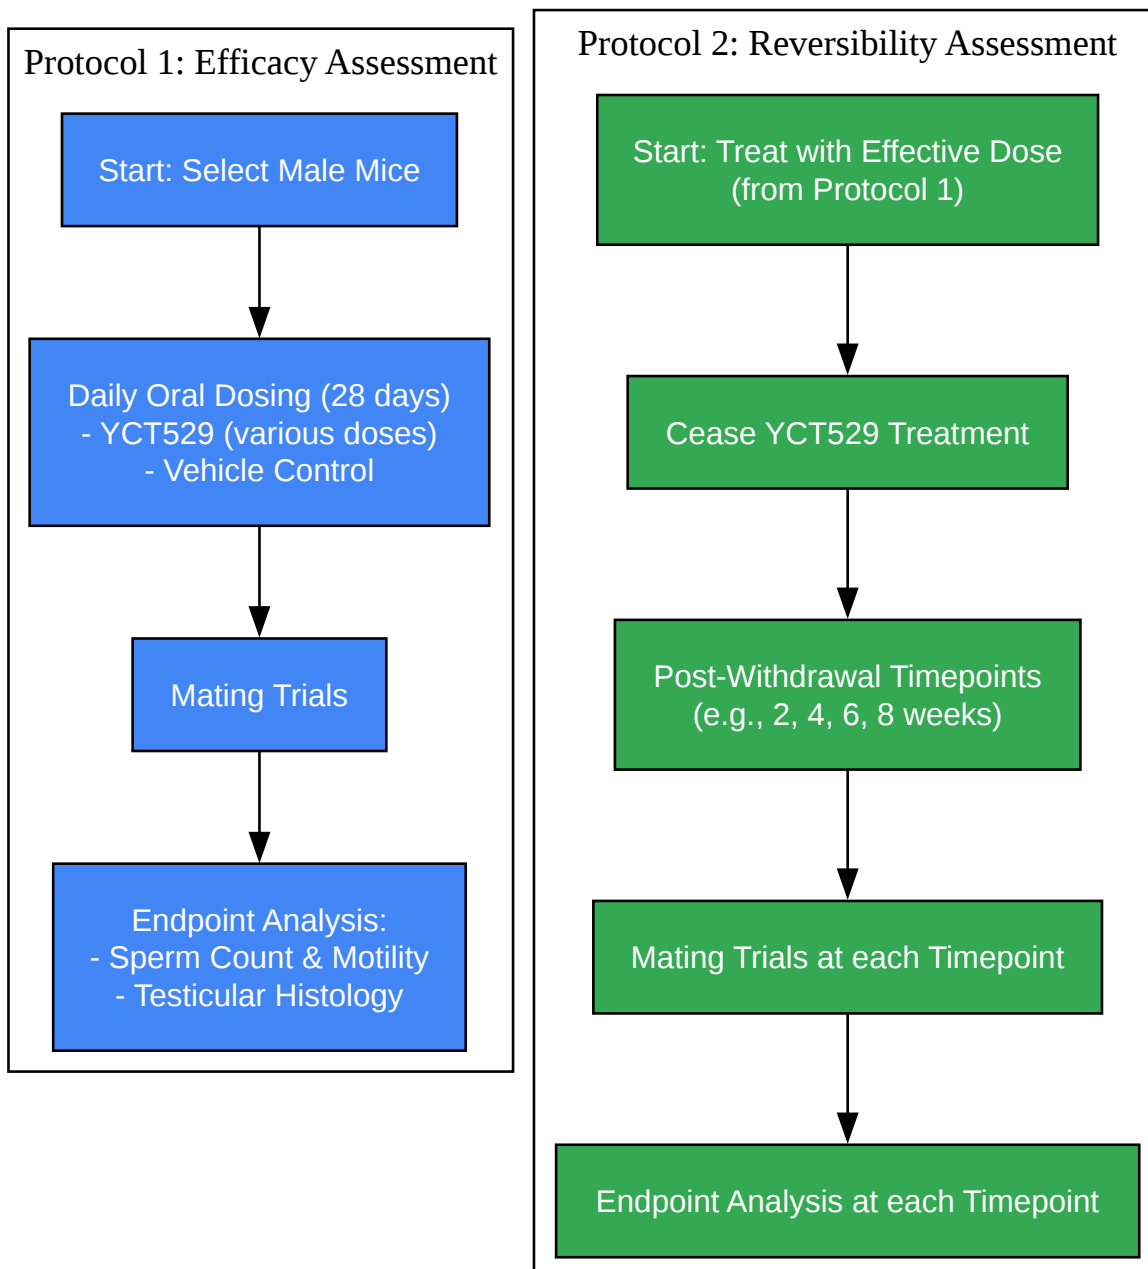 Protocol 1: Efficacy Assessment
Start: Select Male Mice
Daily Oral Dosing (28 days)
- YCT529 (various doses)
- Vehicle Control
Mating Trials
Endpoint Analysis:
- Sperm Count & Motility
- Testicular Histology
Protocol 2: Reversibility Assessment
Start: Treat with Effective Dose
(from Protocol 1)
Cease YCT529 Treatment
Post-Withdrawal Timepoints
(e.g., 2, 4, 6, 8 weeks)
Mating Trials at each Timepoint
Endpoint Analysis at each Timepoint